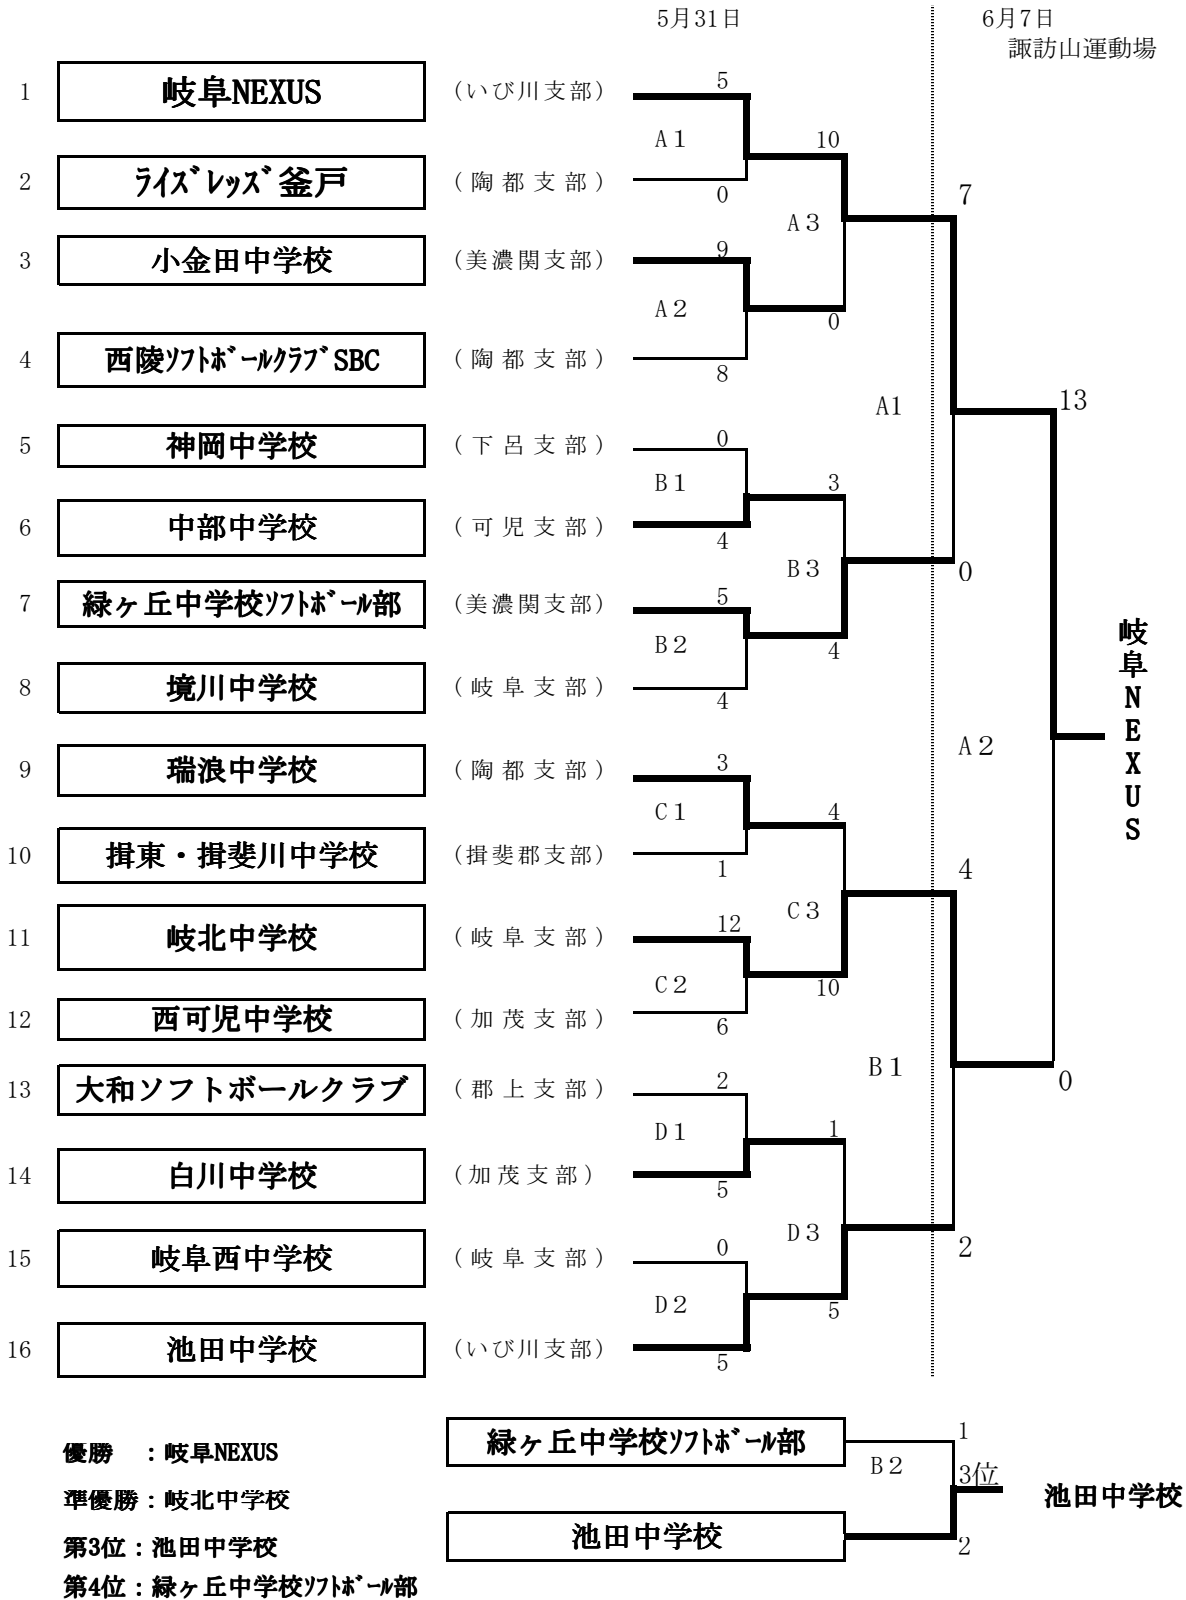 5月31日 6月7日
諏訪山運動場
1 岐阜NEXUS (いび川支部) 5
A1 10
2 ﾗｲｽﾞﾚｯｽﾞ釜戸 (陶都支部) 0 7
A3
3 小金田中学校 (美濃関支部) 9
A2 0
4 西陵ｿﾌﾄﾎﾞｰﾙｸﾗﾌﾞSBC (陶都支部) 8
A1 13
5 神岡中学校 (下呂支部) 0
B1 3
6 中部中学校 (可児支部) 4
B3 0
7 緑ヶ丘中学校ｿﾌﾄﾎﾞｰﾙ部 (美濃関支部) 5
B2 4
8 境川中学校 (岐阜支部) 4
岐阜NEXUS
A2
9 瑞浪中学校 (陶都支部) 3
C1 4
10 揖東・揖斐川中学校 (揖斐郡支部) 1 4
C3
11 岐北中学校 (岐阜支部) 12
C2 10
12 西可児中学校 (加茂支部) 6
B1 0
13 大和ソフトボールクラブ (郡上支部) 2
D1 1
14 白川中学校 (加茂支部) 5
D3 2
15 岐阜西中学校 (岐阜支部) 0
D2 5
16 池田中学校 (いび川支部) 5
緑ヶ丘中学校ｿﾌﾄﾎﾞｰﾙ部 1
優勝 ：岐阜NEXUS
B2 3位 池田中学校
準優勝：岐北中学校
池田中学校 2
第3位：池田中学校
第4位：緑ヶ丘中学校ｿﾌﾄﾎﾞｰﾙ部